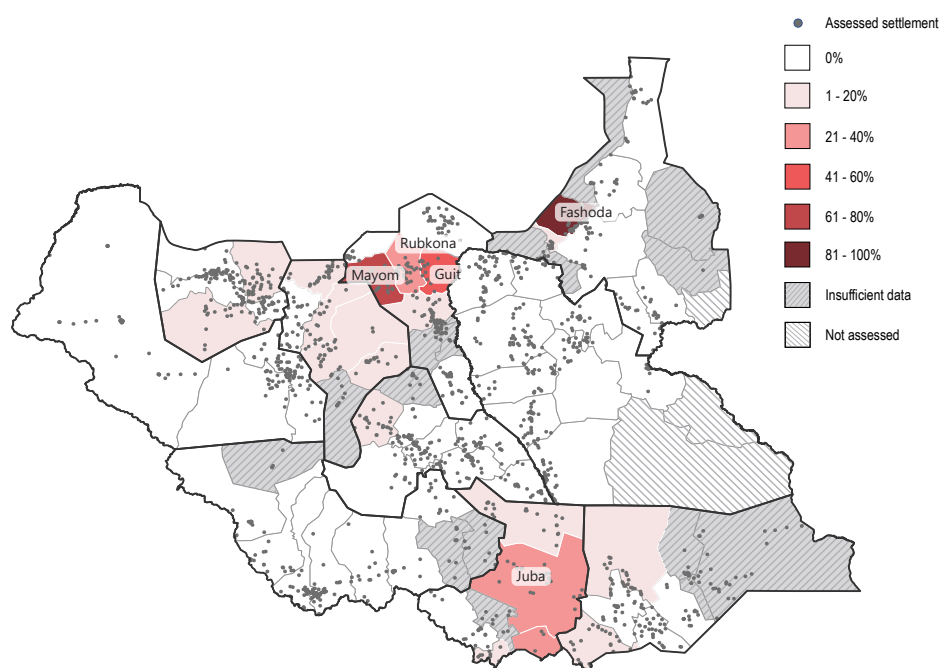 Assessed settlement
0%
1 - 20%
21 - 40%
41 - 60%
61 - 80%
81 - 100%
Insufficient data
Not assessed
Fashoda
Rubkona
Mayom
Guit
Juba